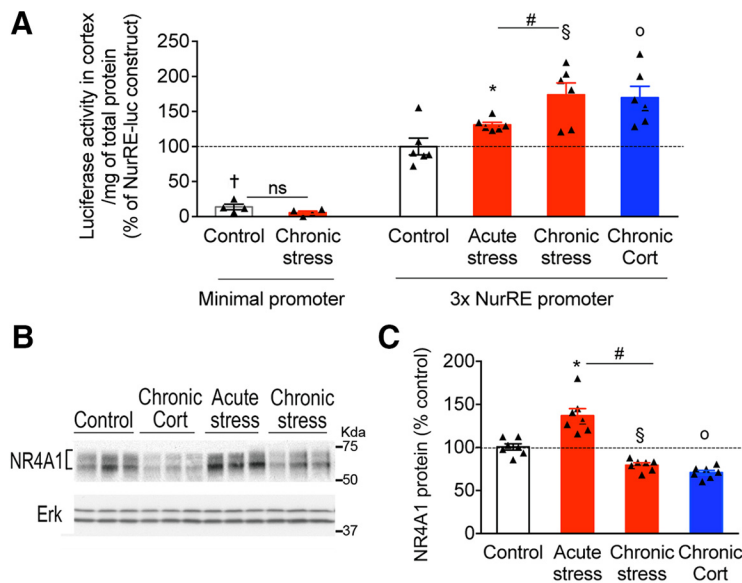 A
Luciferase activity in cortex
/mg of total protein
(% of NurRE-luc construct)
250
200
150
100
50
0
†
ns
*
#
§
o
Control
Chronic
stress
Control
Acute
stress
Chronic
stress
Chronic
Cort
Minimal promoter
3x NurRE promoter
B
Control
Chronic
Cort
Acute
stress
Chronic
stress
Kda
NR4A1
75
50
Erk
37
C
NR4A1 protein (% control)
200
150
100
50
0
*
#
§
o
Control
Acute
stress
Chronic
stress
Chronic
Cort